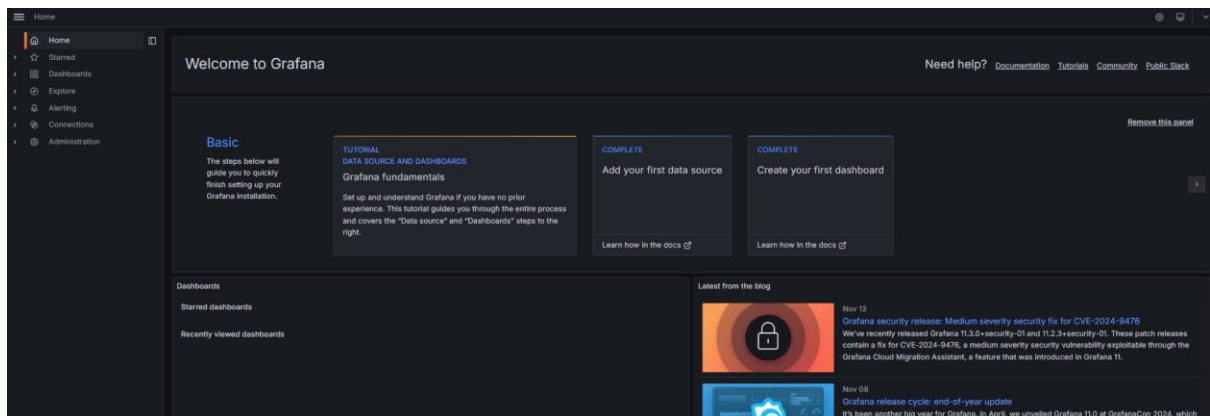 Home
Home
Starred
Dashboards
Explore
Alerting
Connections
Administration
Welcome to Grafana
Need help? Documentation Tutorials Community Public Slack
Remove this panel
Basic
The steps below will
guide you to quickly
finish setting up your
Grafana installation.
TUTORIAL
DATA SOURCE AND DASHBOARDS
Grafana fundamentals
Set up and understand Grafana if you have no prior
experience. This tutorial guides you through the entire process
and covers the "Data source" and "Dashboards" steps to the
right.
COMPLETE
Add your first data source
Learn how in the docs
COMPLETE
Create your first dashboard
Learn how in the docs
Dashboards
Starred dashboards
Recently viewed dashboards
Latest from the blog
Nov 12
Grafana security release: Medium severity security fix for CVE-2024-9476
We've recently released Grafana 11.3.0+security-01 and 11.2.3+security-01. These patch releases
contain a fix for CVE-2024-9476, a medium severity security vulnerability exploitable through the
Grafana Cloud Migration Assistant, a feature that was introduced in Grafana 11.
Nov 08
Grafana release cycle: end-of-year update
It's been another big year for Grafana. In April, we unveiled Grafana 11.0 at GrafanaCon 2024, which